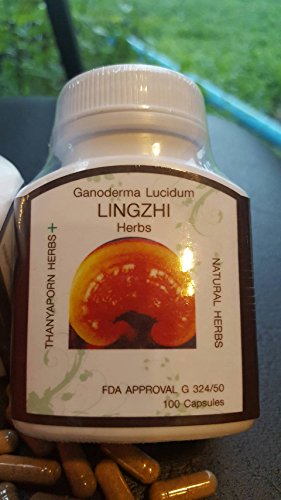 Ganoderma Lucidum
LINGZHI
Herbs
THANYAPORN HERBS+
NATURAL HERBS
FDA APPROVAL G 324/50
100 Capsules